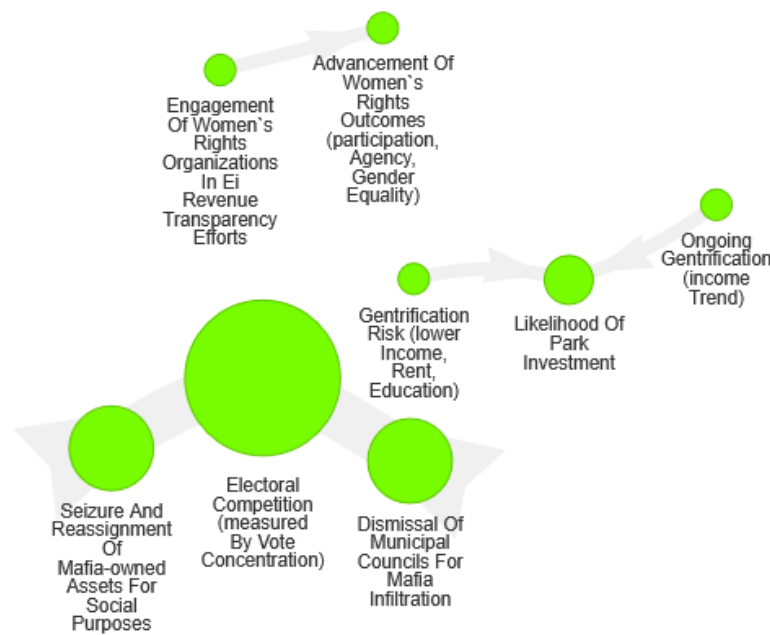 Advancement Of
Women`s
Rights
Outcomes
(participation,
Agency,
Gender
Equality)
Engagement
Of Women`s
Rights
Organizations
In Ei
Revenue
Transparency
Efforts
Ongoing
Gentrification
(income
Trend)
Gentrification
Risk (lower
Income,
Rent,
Education)
Likelihood Of
Park
Investment
Electoral
Competition
(measured
By Vote
Concentration)
Seizure And
Reassignment
Of
Mafia-owned
Assets For
Social
Purposes
Dismissal Of
Municipal
Councils For
Mafia
Infiltration